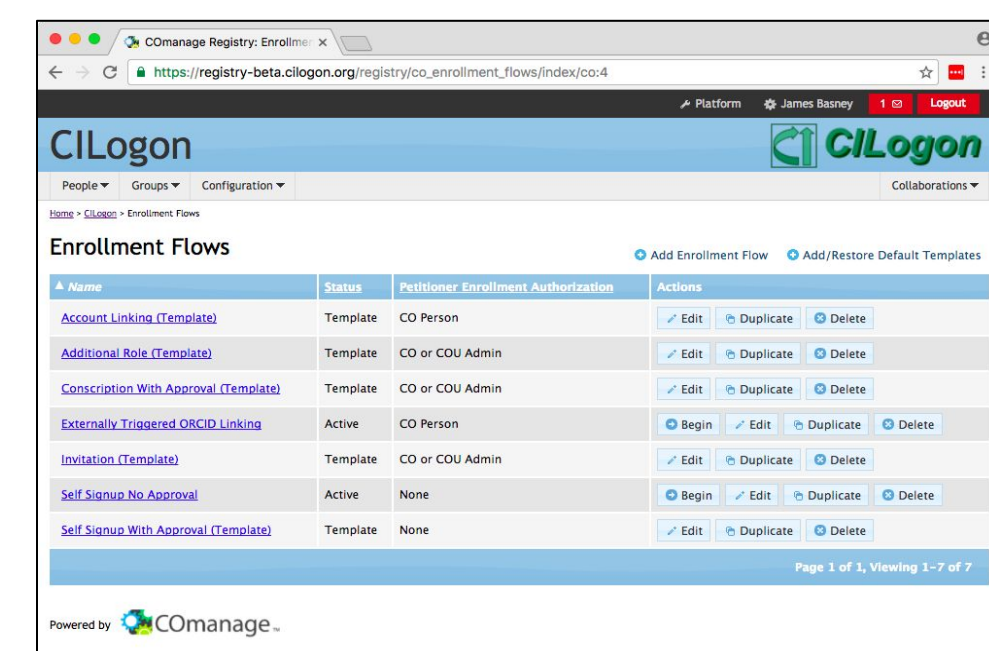 COmanage Registry: Enrollmen
https://registry-beta.cilogon.org/registry/co_enrollment_flows/index/co:4
Platform James Basney 1 Logout
CILogon CILogon
People Groups Configuration Collaborations
Home > CILogon > Enrollment Flows
Enrollment Flows
Add Enrollment Flow Add/Restore Default Templates
Name Status Petitioner Enrollment Authorization Actions
Account Linking (Template) Template CO Person Edit Duplicate Delete
Additional Role (Template) Template CO or COU Admin Edit Duplicate Delete
Conscription With Approval (Template) Template CO or COU Admin Edit Duplicate Delete
Externally Triggered ORCID Linking Active CO Person Begin Edit Duplicate Delete
Invitation (Template) Template CO or COU Admin Edit Duplicate Delete
Self Signup No Approval Active None Begin Edit Duplicate Delete
Self Signup With Approval (Template) Template None Edit Duplicate Delete
Page 1 of 1, Viewing 1-7 of 7
Powered by COmanage™